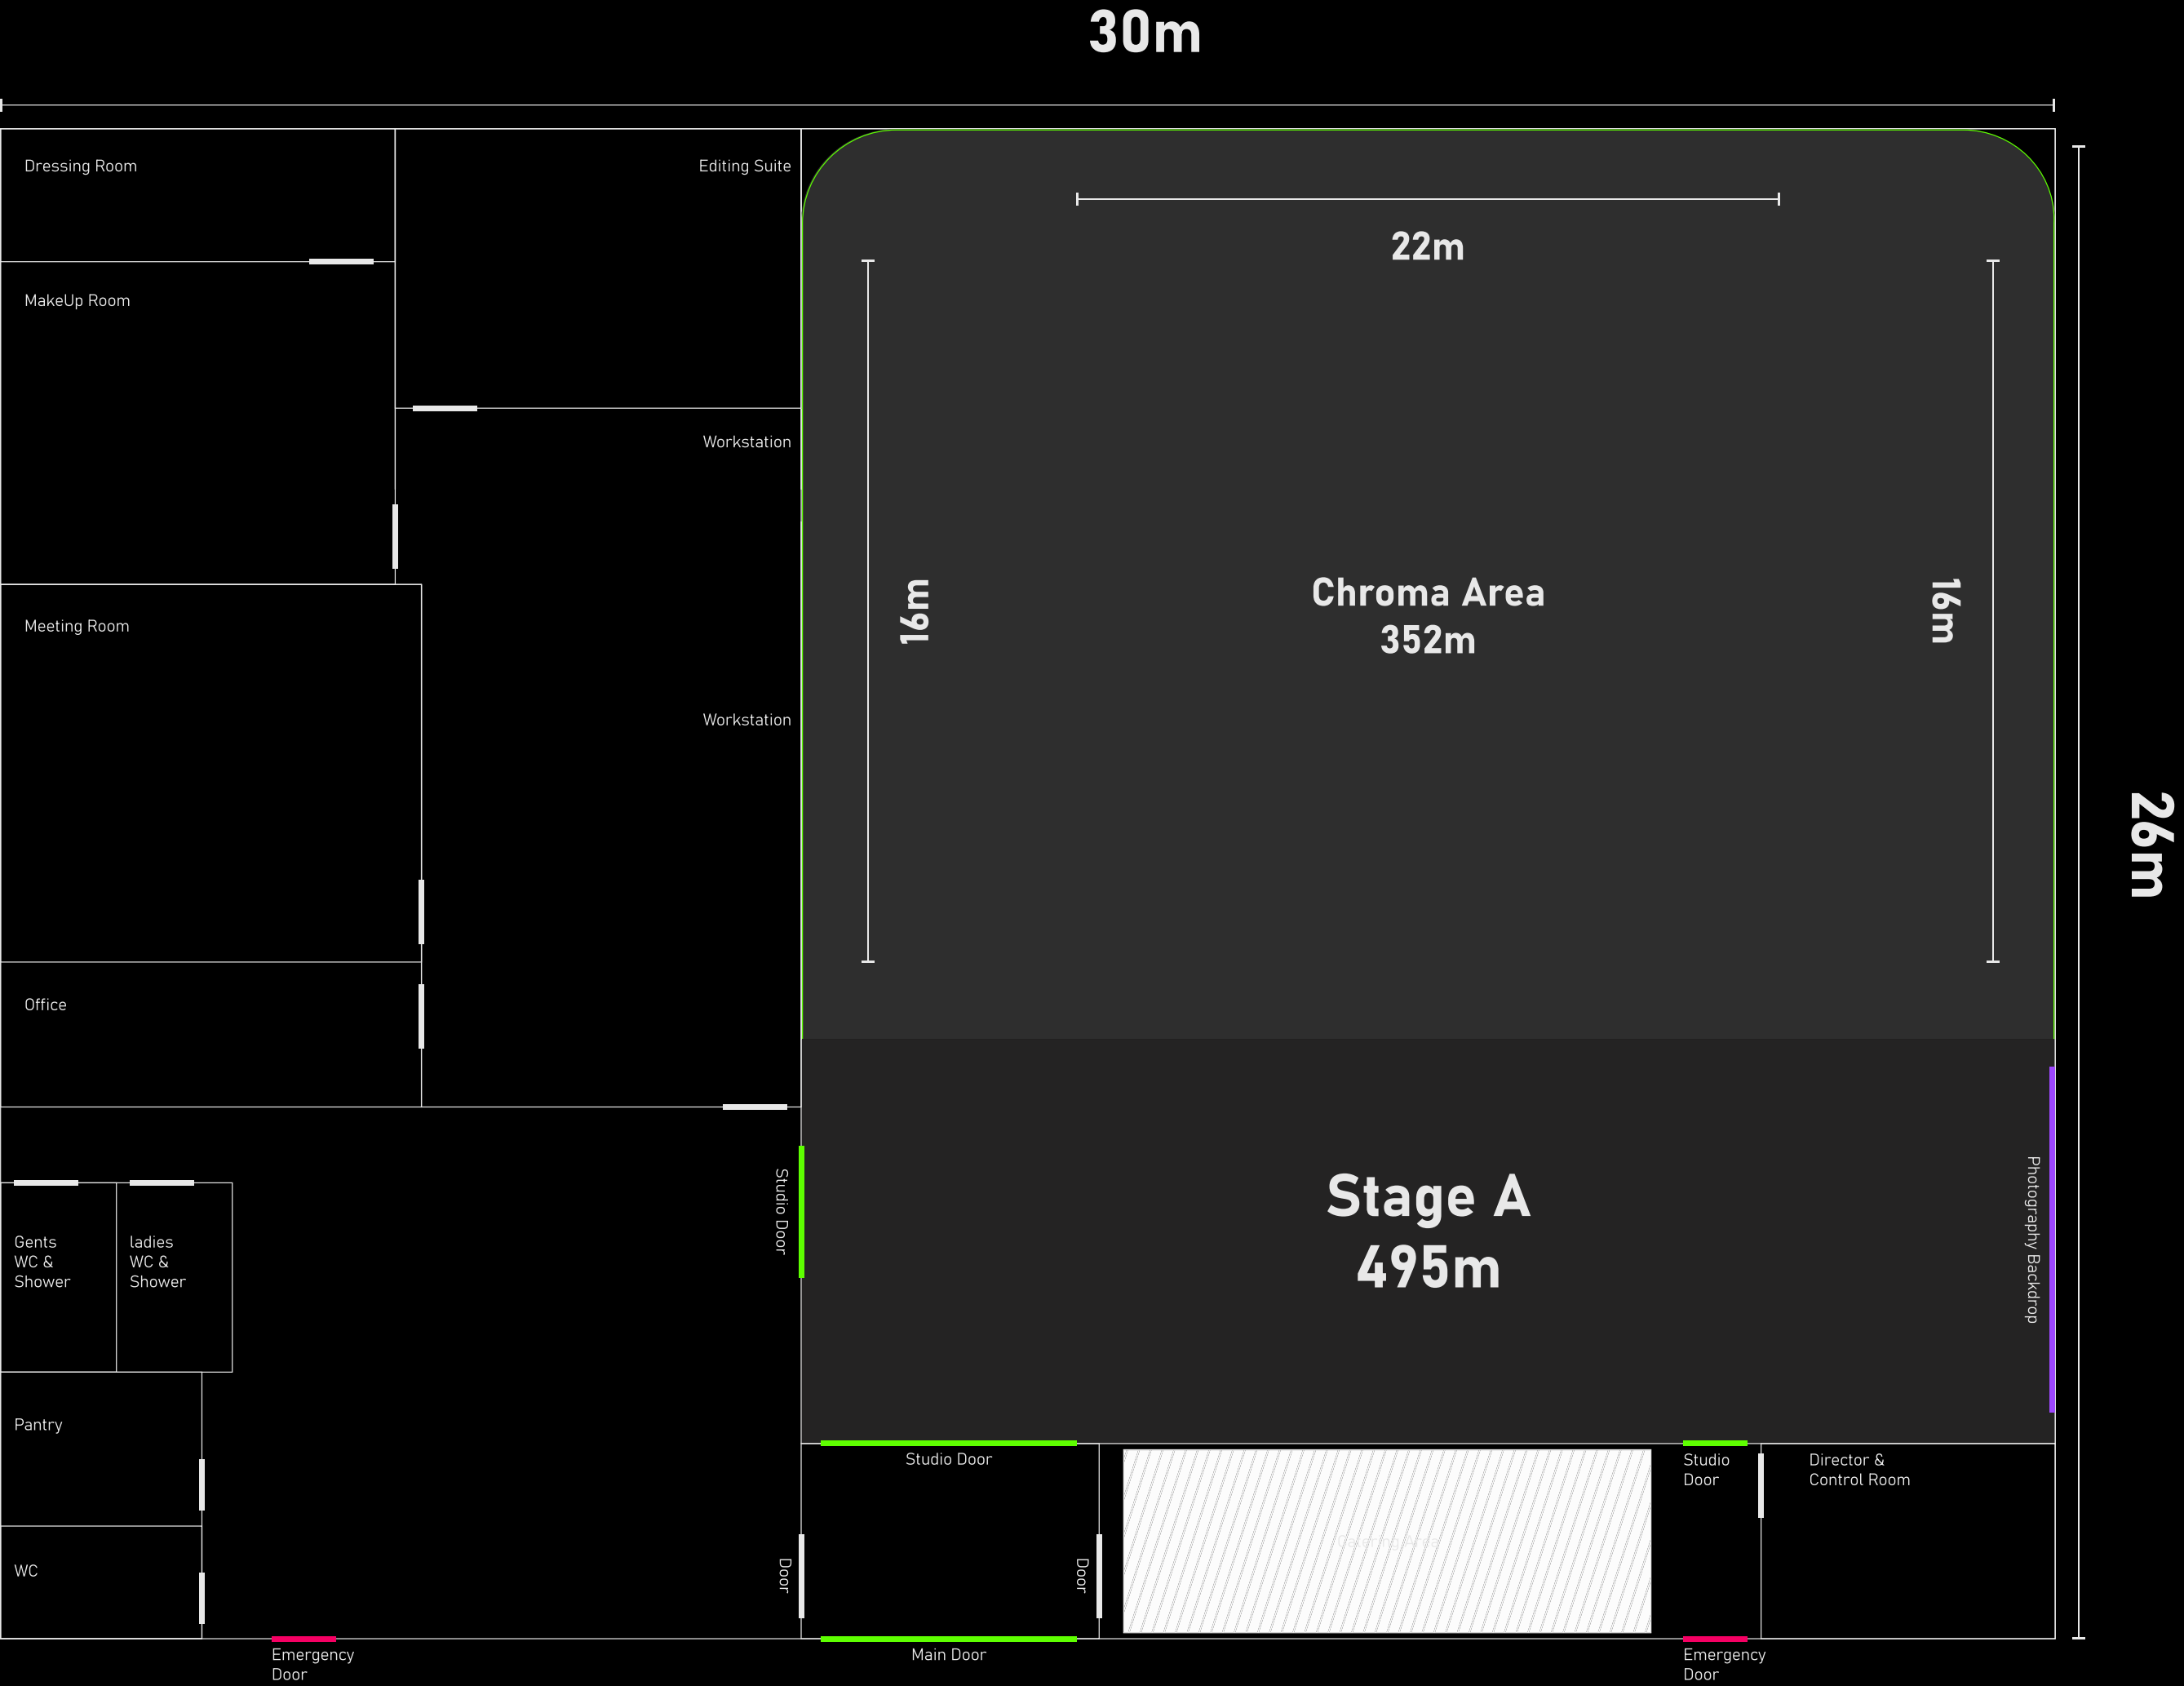 30m
Dressing Room
Editing Suite
22m
MakeUp Room
Workstation
16m
Chroma Area
352m
16m
Meeting Room
Workstation
26m
Office
Studio Door
Stage A
495m
Photography Backdrop
Gents
WC &
Shower
ladies
WC &
Shower
Pantry
Studio Door
Studio
Door
Director &
Control Room
Catering Area
WC
Door
Door
Emergency
Door
Main Door
Emergency
Door